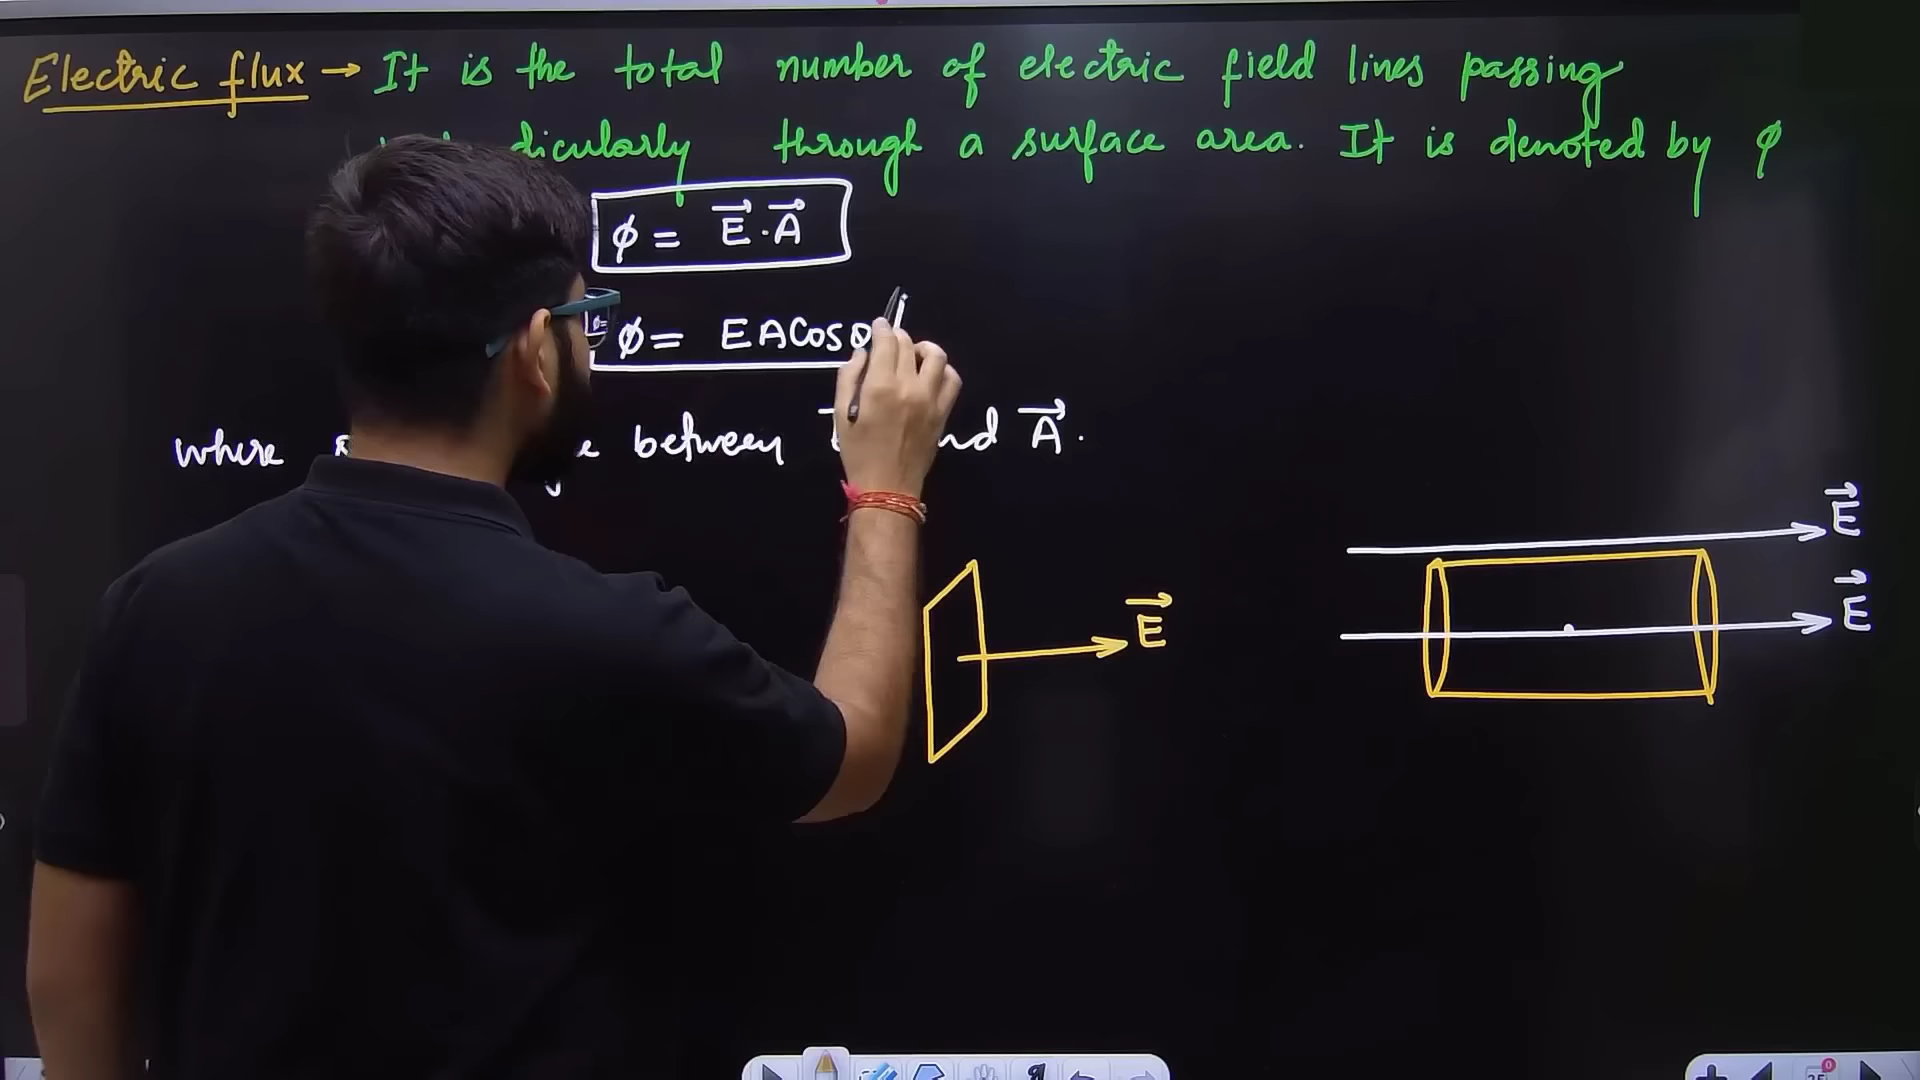 Electric flux → It is the total number of electric field lines passing
through a surface area. It is denoted by ϕ
ϕ = E⃗·A⃗
ϕ = EACosθ
where between and A⃗.
E⃗
E⃗
E⃗